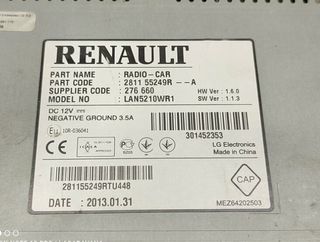 RENAULT
PART NAME : RADIO-CAR
PART CODE : 2811 55249R --A
SUPPLIER CODE : 276 660 HW Ver : 1.6.0
MODEL NO : LAN5210WR1 SW Ver : 1.1.3
DC 12V
NEGATIVE GROUND 3.5A
10R-036041
301452353
LG Electronics
Made in China
281155249RTU448
CAP
DATE : 2013.01.31
MEZ64202503